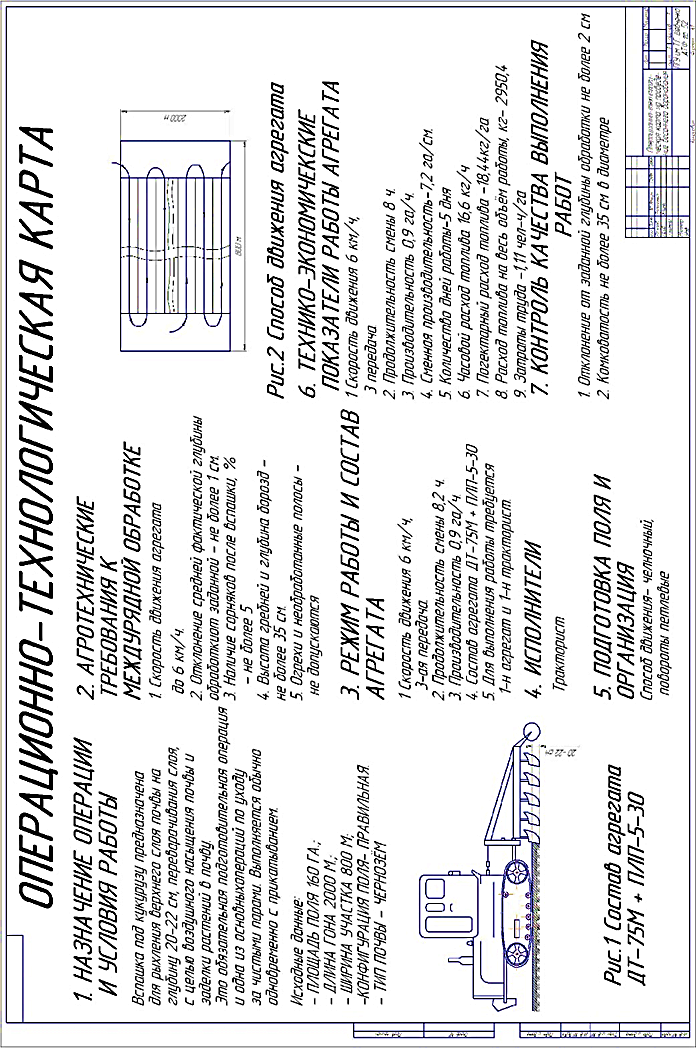 ОПЕРАЦИОННО-ТЕХНОЛОГИЧЕСКАЯ КАРТА
1. НАЗНАЧЕНИЕ ОПЕРАЦИИ
И УСЛОВИЯ РАБОТЫ
Вспашка под кукурузу предназначена
для рыхления верхнего слоя почвы на
глубину 20-22 см, переворачивания слоя,
с целью воздушного насыщения почвы и
заделки растений в почву.
Это обязательная подготовительная операция
и одна из основныхопераций по уходу
за чистыми парами. Выполняется обычно
одновременно с прикатыванием.
Исходные данные:
- ПЛОЩАДЬ ПОЛЯ 160 ГА.;
- ДЛИНА ГОНА 2000 М.;
- ШИРИНА УЧАСТКА 800 М;
-КОНФИГУРАЦИЯ ПОЛЯ- ПРАВИЛЬНАЯ.
- ТИП ПОЧВЫ - ЧЕРНОЗЕМ
20-22 см
Рис.1 Состав агрегата
ДТ-75М + ПЛП-5-30
2. АГРОТЕХНИЧЕСКИЕ
ТРЕБОВАНИЯ К
МЕЖДУРЯДНОЙ ОБРАБОТКЕ
1. Скорость движения агрегата
до 6 км/ч.
2. Отклонение средней фактической глубины
обработкиот заданной - не более 1 см.
3. Наличие сорняков после вспашки, %
- не более 5
4. Высота гребней и глубина борозд -
не более 35 см.
5. Огрехи и необработанные полосы -
не допускаются
3. РЕЖИМ РАБОТЫ И СОСТАВ
АГРЕГАТА
1 Скорость движения 6 км/ч,
3-ая передача
2. Продолжительность смены 8,2 ч.
3. Производительность 0,9 га/ч
4. Состав агрегата ДТ-75М + ПЛП-5-30
5. Для выполнения работы требуется
1-н агрегат и 1-н тракторист.
4. ИСПОЛНИТЕЛИ
Тракторист
5. ПОДГОТОВКА ПОЛЯ И
ОРГАНИЗАЦИЯ
Способ движения- челночный,
повороты петлевые
2000 м
800 м
Рис.2 Способ движения агрегата
6. ТЕХНИКО-ЭКОНОМИЧЕКСКИЕ
ПОКАЗАТЕЛИ РАБОТЫ АГРЕГАТА
1 Скорость движения 6 км/ч,
3 передача
2. Продолжительность смены 8 ч.
3. Производительность 0,9 га/ч.
4. Сменная производительность-7,2 га/см.
5. Количество дней работы-5 дня
6. Часовой расход топлива 16,6 кг/ч
7. Погектарный расход топлива -18,44кг/га
8. Расход топлива на весь объём работы, кг- 2950,4
9. Затраты труда -1,11 чел-ч/га
7. КОНТРОЛЬ КАЧЕСТВА ВЫПОЛНЕНИЯ
РАБОТ
1. Отклонение от заданной глубины обработки не более 2 см
2. Комковатость не более 35 см в диаметре